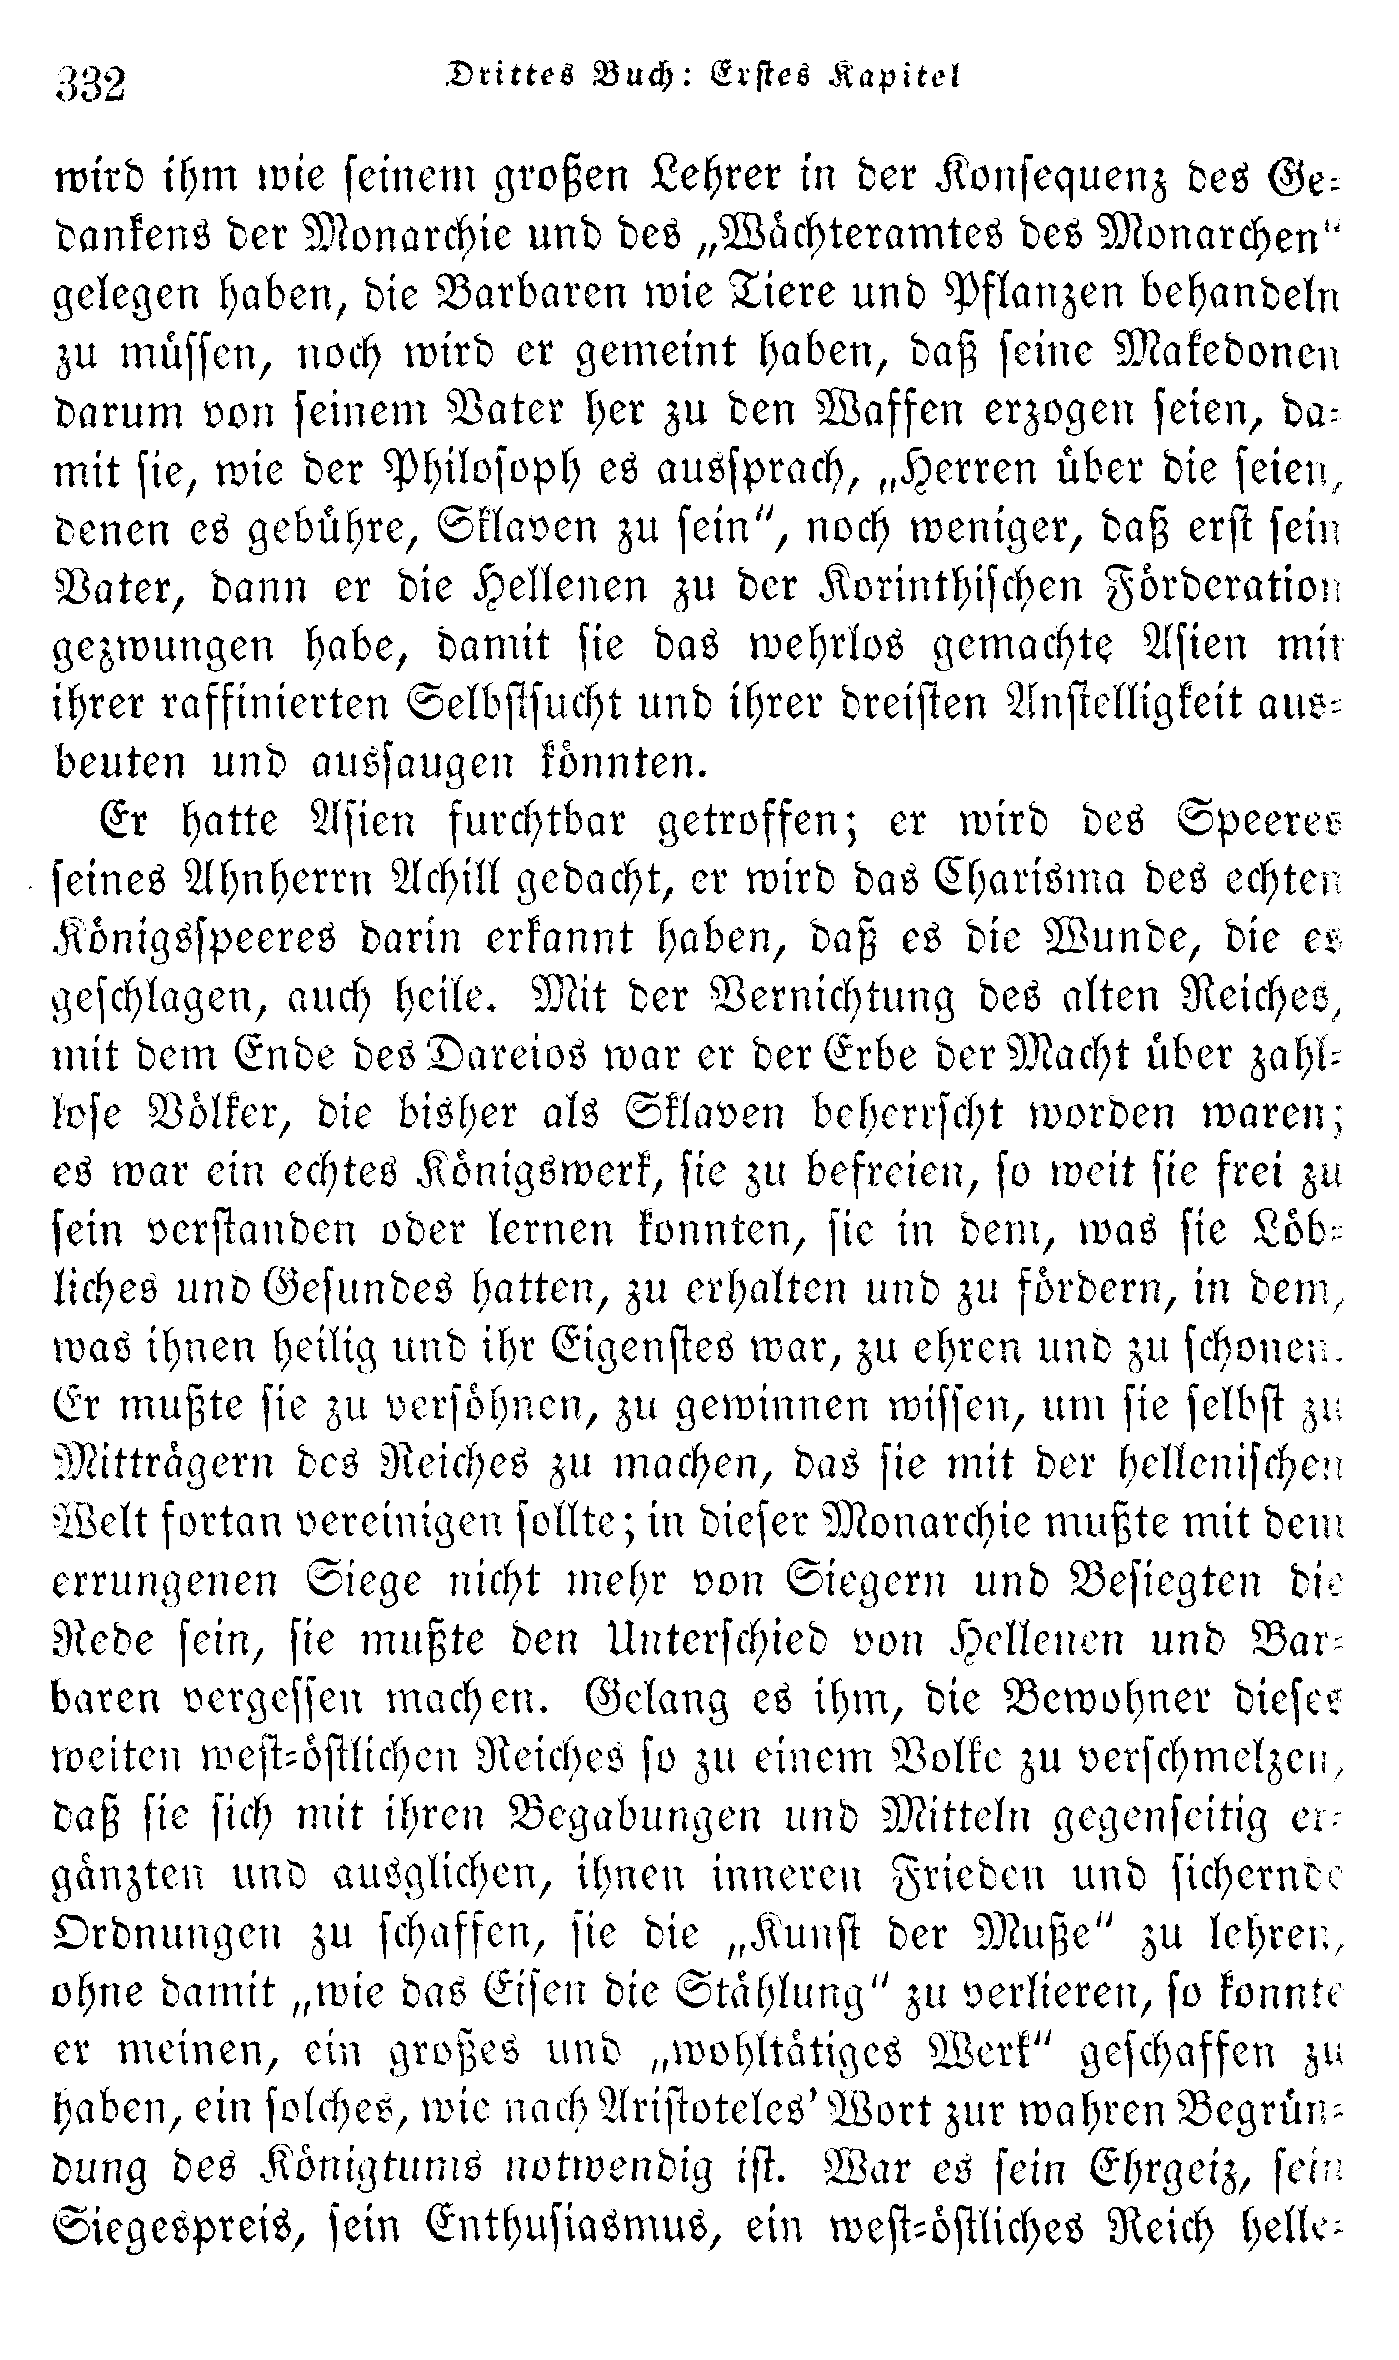 332 Drittes Buch: Erstes Kapitel
wird ihm wie seinem großen Lehrer in der Konsequenz des Ge-
dankens der Monarchie und des „Wächteramtes des Monarchen“
gelegen haben, die Barbaren wie Tiere und Pflanzen behandeln
zu müssen, noch wird er gemeint haben, daß seine Makedonen
darum von seinem Vater her zu den Waffen erzogen seien, da-
mit sie, wie der Philosoph es aussprach, „Herren über die seien,
denen es gebühre, Sklaven zu sein“, noch weniger, daß erst sein
Vater, dann er die Hellenen zu der Korinthischen Förderation
gezwungen habe, damit sie das wehrlos gemachte Asien mit
ihrer raffinierten Selbstsucht und ihrer dreisten Anstelligkeit aus-
beuten und aussaugen könnten.
Er hatte Asien furchtbar getroffen; er wird des Speeres
seines Ahnherrn Achill gedacht, er wird das Charisma des echten
Königsspeeres darin erkannt haben, daß es die Wunde, die es
geschlagen, auch heile. Mit der Vernichtung des alten Reiches,
mit dem Ende des Dareios war er der Erbe der Macht über zahl-
lose Völker, die bisher als Sklaven beherrscht worden waren;
es war ein echtes Königswerk, sie zu befreien, so weit sie frei zu
sein verstanden oder lernen konnten, sie in dem, was sie Löb-
liches und Gesundes hatten, zu erhalten und zu fördern, in dem,
was ihnen heilig und ihr Eigenstes war, zu ehren und zu schonen.
Er mußte sie zu versöhnen, zu gewinnen wissen, um sie selbst zu
Mitträgern des Reiches zu machen, das sie mit der hellenischen
Welt fortan vereinigen sollte; in dieser Monarchie mußte mit dem
errungenen Siege nicht mehr von Siegern und Besiegten die
Rede sein, sie mußte den Unterschied von Hellenen und Bar-
baren vergessen machen. Gelang es ihm, die Bewohner dieses
weiten west-östlichen Reiches so zu einem Volke zu verschmelzen,
daß sie sich mit ihren Begabungen und Mitteln gegenseitig er-
gänzten und ausglichen, ihnen inneren Frieden und sichernde
Ordnungen zu schaffen, sie die „Kunst der Muße“ zu lehren,
ohne damit „wie das Eisen die Stählung“ zu verlieren, so konnte
er meinen, ein großes und „wohltätiges Werk“ geschaffen zu
haben, ein solches, wie nach Aristoteles’ Wort zur wahren Begrün-
dung des Königtums notwendig ist. War es sein Ehrgeiz, sein
Siegespreis, sein Enthusiasmus, ein west-östliches Reich helle-